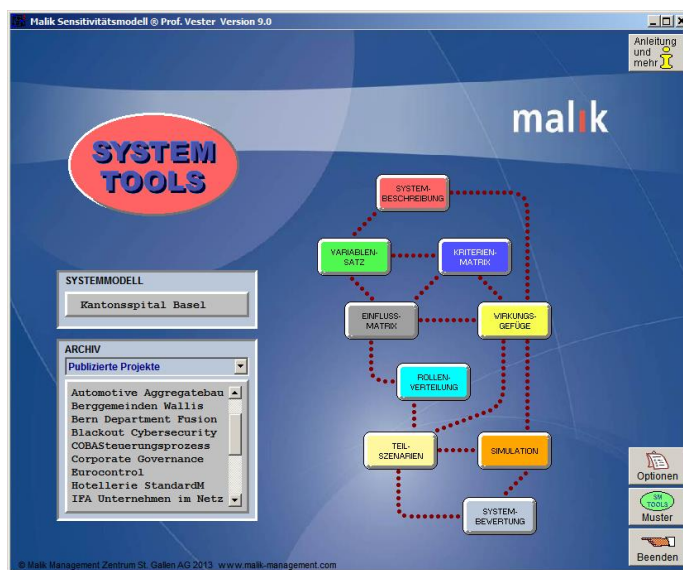 Malik Sensitivitätsmodell ® Prof. Vester Version 9.0
Anleitung
und
mehr i
malik
SYSTEM
TOOLS
SYSTEM-
BESCHREIBUNG
VARIABLEN-
SATZ
KRITERIEN-
MATRIX
SYSTEMMODELL
Kantonsspital Basel
EINFLUSS-
MATRIX
WIRKUNGS-
GEFÜGE
ARCHIV
Publizierte Projekte
Automotive Aggregatebau
Berggemeinden Wallis
Bern Department Fusion
Blackout Cybersecurity
COBASteuerungsprozess
Corporate Governance
Eurocontrol
Hotellerie StandardM
IFA Unternehmen im Netz
ROLLEN-
VERTEILUNG
TEIL-
SZENARIEN
SIMULATION
SYSTEM-
BEWERTUNG
Optionen
SM
TOOLS
Muster
Beenden
© Malik Management Zentrum St. Gallen AG 2013 www.malik-management.com